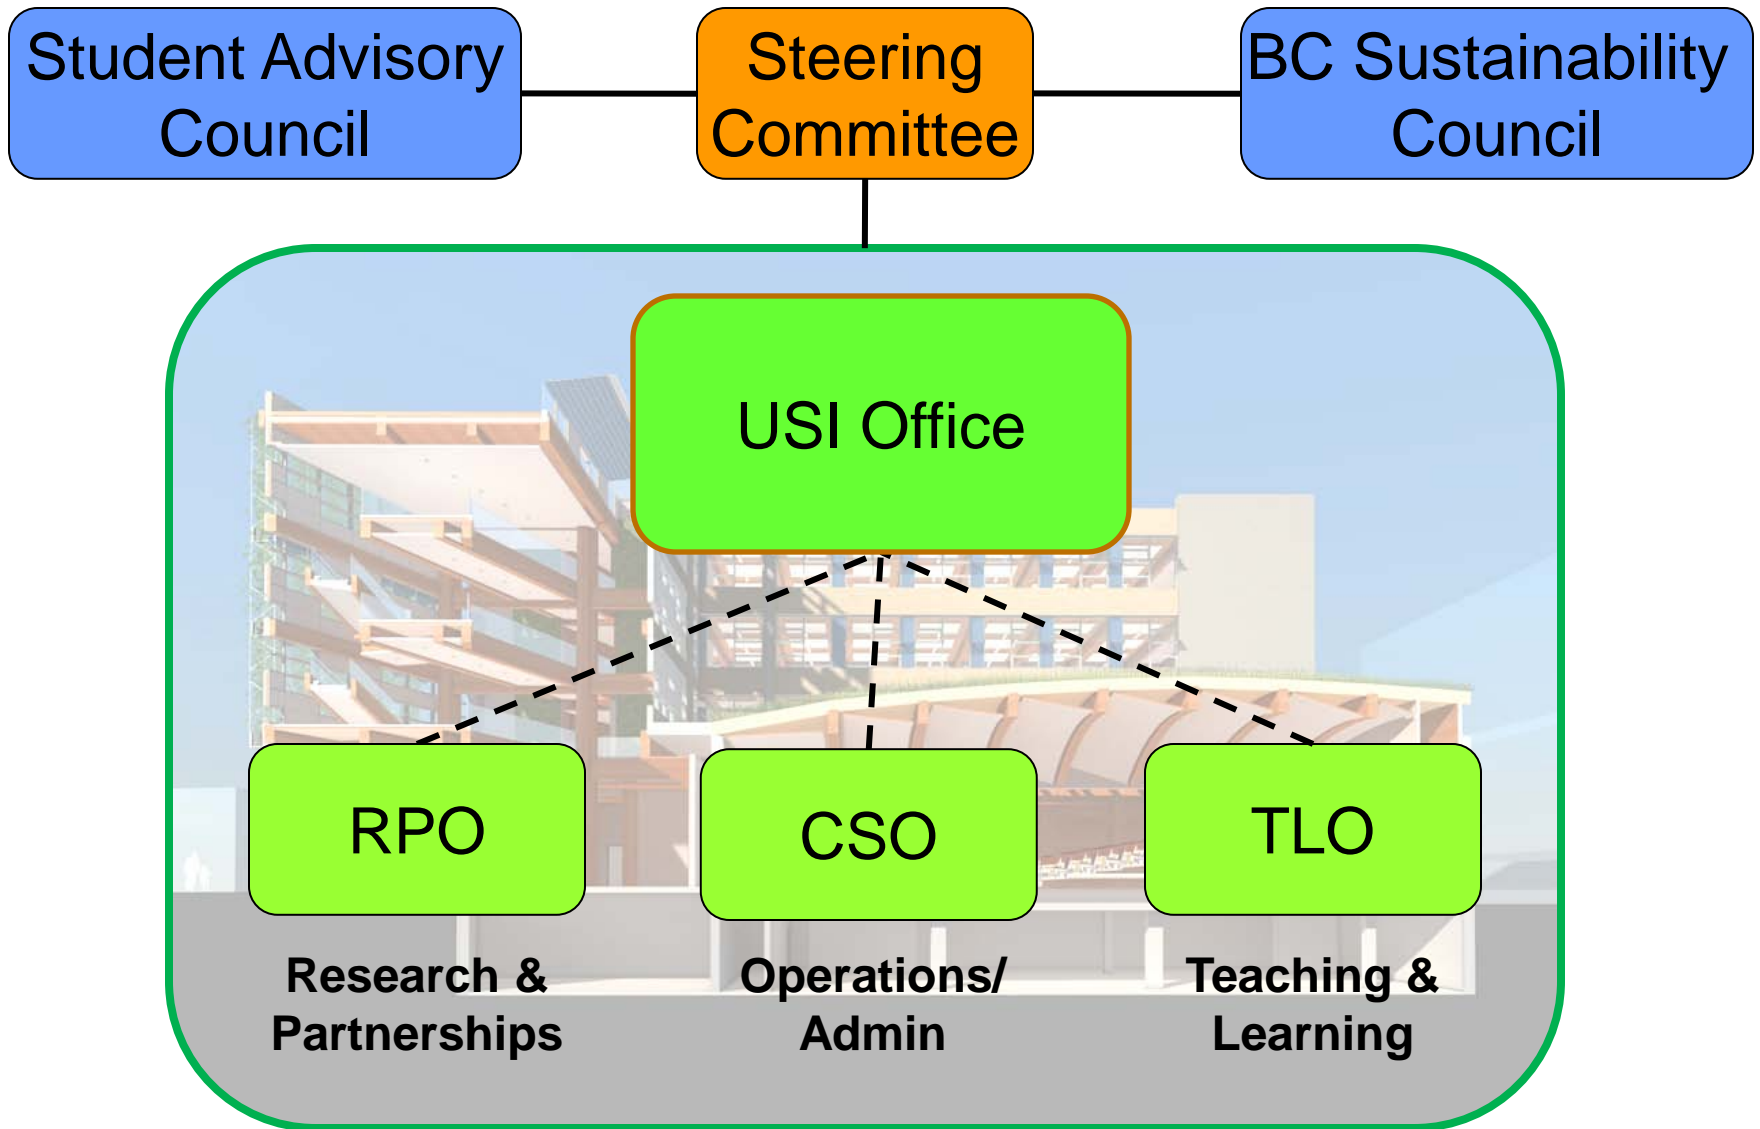 Student Advisory
Council
Steering
Committee
BC Sustainability
Council
USI Office
RPO
CSO
TLO
Research &
Partnerships
Operations/
Admin
Teaching &
Learning